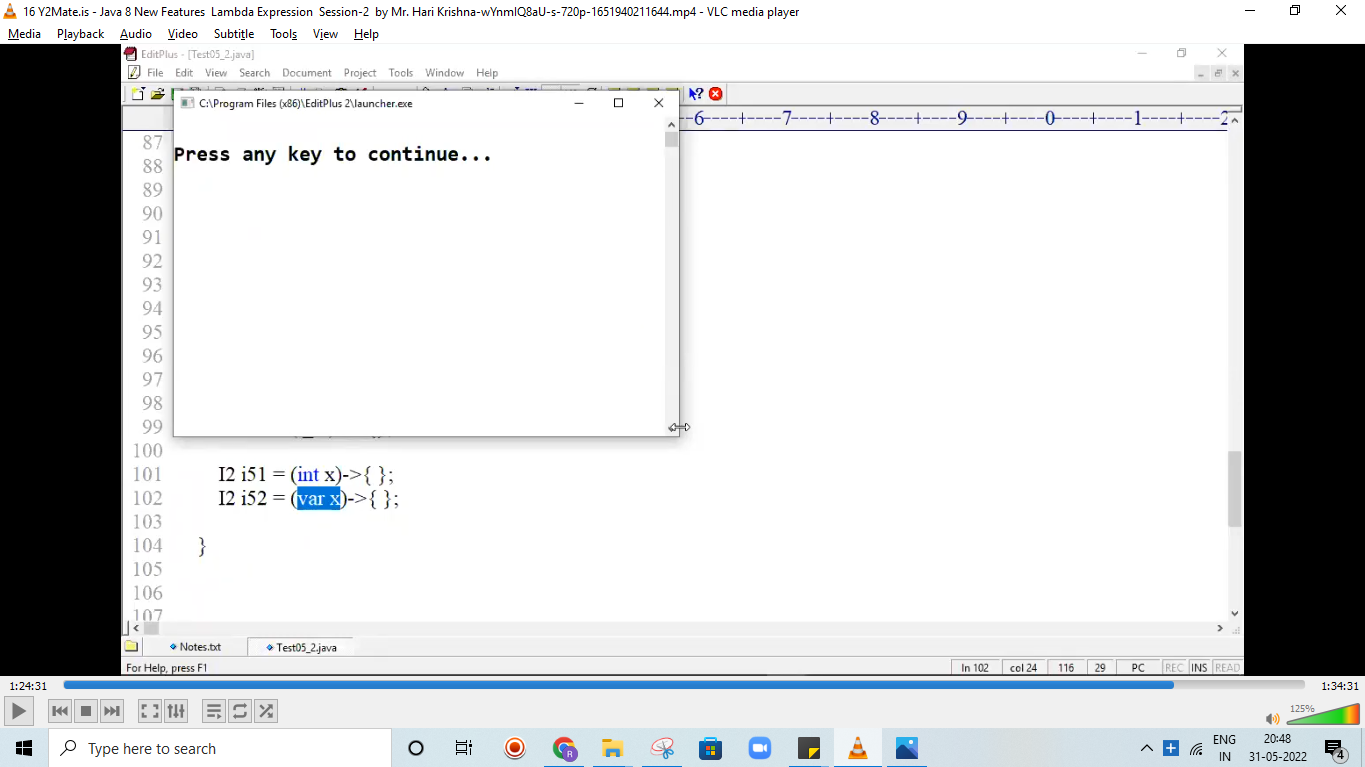 16 Y2Mate.is - Java 8 New Features Lambda Expression Session-2 by Mr. Hari Krishna-wYnmIQ8aU-s-720p-1651940211644.mp4 - VLC media player
Media Playback Audio Video Subtitle Tools View Help
EditPlus - [Test05_2.java]
File Edit View Search Document Project Tools Window Help
C:\Program Files (x86)\EditPlus 2\launcher.exe
-6----+----7----+----8----+----9----+----0----+----1----+----2
Press any key to continue...
87
88
89
90
91
92
93
94
95
96
97
98
99
100
101 I2 i51 = (int x)->{ };
102 I2 i52 = (var x)->{ };
103
104 }
105
106
107
Notes.txt Test05_2.java
For Help, press F1 ln 102 col 24 116 29 PC REC INS READ
1:24:31 1:34:31
125%
Type here to search
ENG 20:48
IN 31-05-2022 4